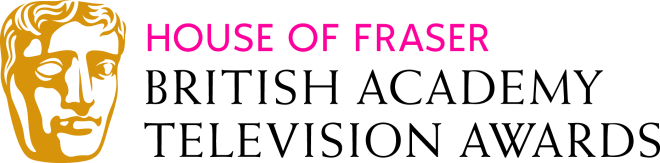 HOUSE OF FRASER
BRITISH ACADEMY
TELEVISION AWARDS